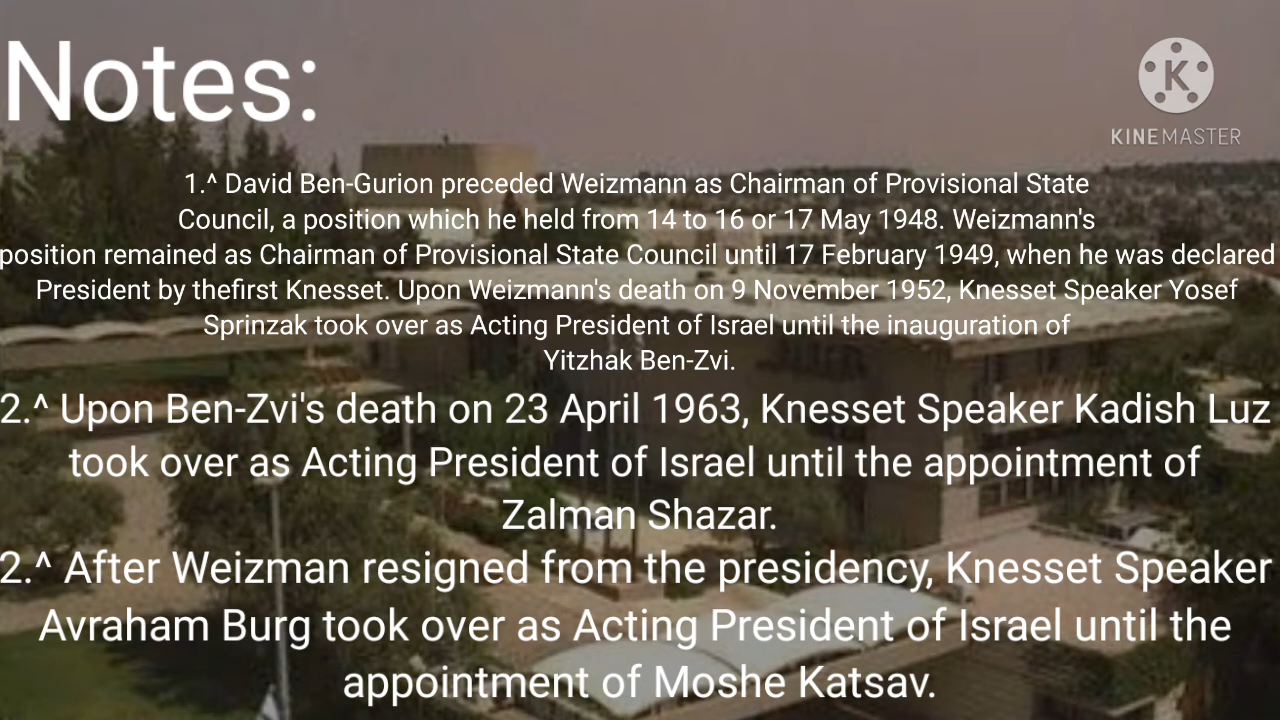 Notes:
K
KINEMASTER
1.^ David Ben-Gurion preceded Weizmann as Chairman of Provisional State
Council, a position which he held from 14 to 16 or 17 May 1948. Weizmann's
position remained as Chairman of Provisional State Council until 17 February 1949, when he was declared
President by thefirst Knesset. Upon Weizmann's death on 9 November 1952, Knesset Speaker Yosef
Sprinzak took over as Acting President of Israel until the inauguration of
Yitzhak Ben-Zvi.
2.^ Upon Ben-Zvi's death on 23 April 1963, Knesset Speaker Kadish Luz
took over as Acting President of Israel until the appointment of
Zalman Shazar.
2.^ After Weizman resigned from the presidency, Knesset Speaker
Avraham Burg took over as Acting President of Israel until the
appointment of Moshe Katsav.